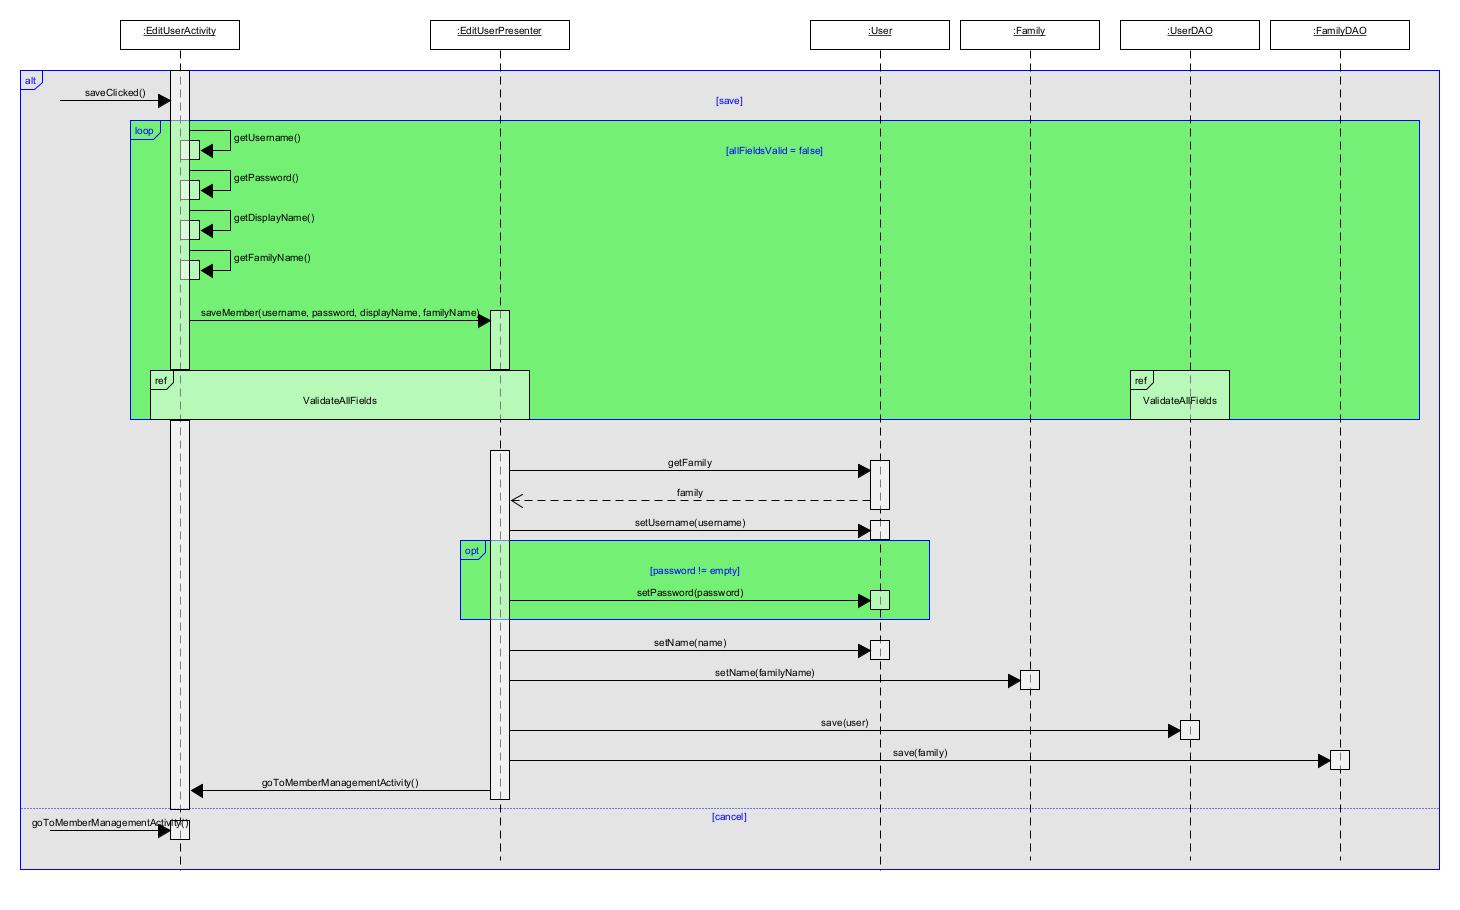 :EditUserActivity
:EditUserPresenter
:User
:Family
:UserDAO
:FamilyDAO
alt
saveClicked()
[save]
loop
getUsername()
[allFieldsValid = false]
getPassword()
getDisplayName()
getFamilyName()
saveMember(username, password, displayName, familyName)
ref
ValidateAllFields
ref
ValidateAllFields
getFamily
family
setUsername(username)
opt
[password != empty]
setPassword(password)
setName(name)
setName(familyName)
save(user)
save(family)
goToMemberManagementActivity()
[cancel]
goToMemberManagementActivity()